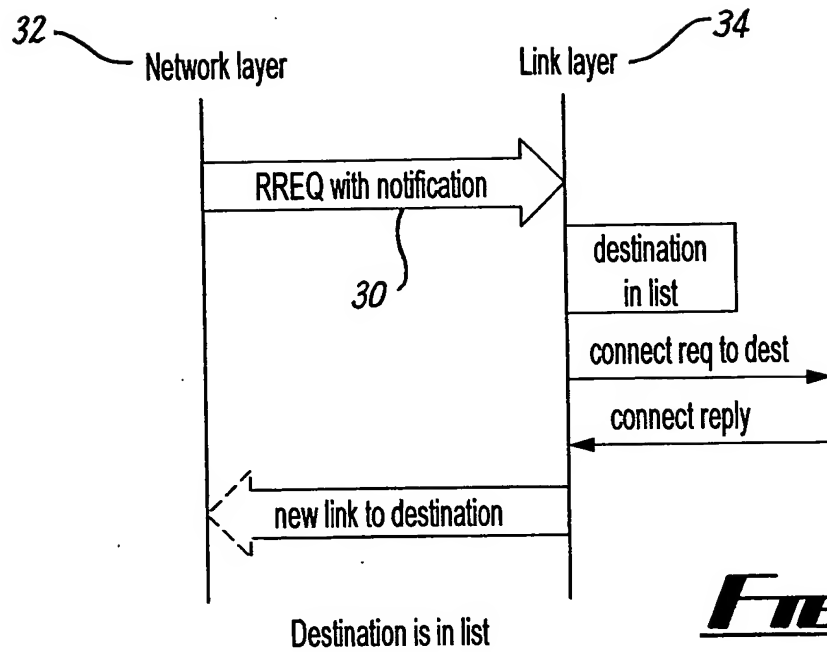 32
34
Network layer
Link layer
RREQ with notification
30
destination
in list
connect req to dest
connect reply
new link to destination
Destination is in list